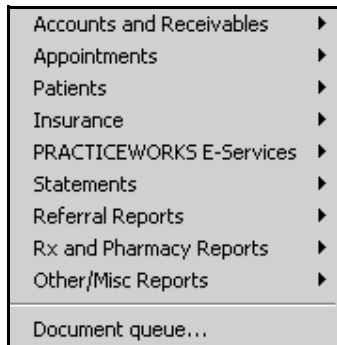 Accounts and Receivables
Appointments
Patients
Insurance
PRACTICEWORKS E-Services
Statements
Referral Reports
Rx and Pharmacy Reports
Other/Misc Reports
Document queue...